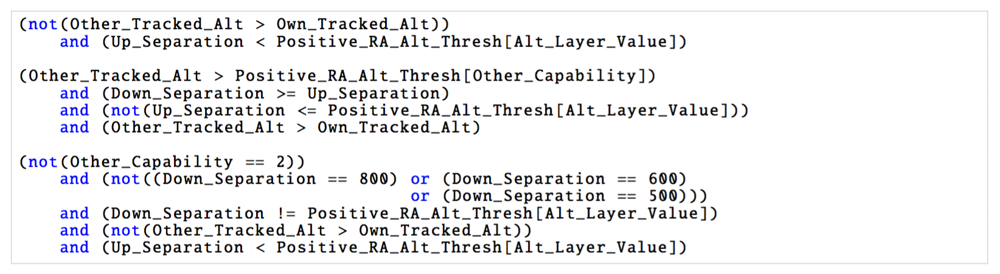 (not(Other_Tracked_Alt > Own_Tracked_Alt))
    and (Up_Separation < Positive_RA_Alt_Thresh[Alt_Layer_Value])

(Other_Tracked_Alt > Positive_RA_Alt_Thresh[Other_Capability])
    and (Down_Separation >= Up_Separation)
    and (not(Up_Separation <= Positive_RA_Alt_Thresh[Alt_Layer_Value]))
    and (Other_Tracked_Alt > Own_Tracked_Alt)

(not(Other_Capability == 2))
    and (not((Down_Separation == 800) or (Down_Separation == 600)
                                      or (Down_Separation == 500)))
    and (Down_Separation != Positive_RA_Alt_Thresh[Alt_Layer_Value])
    and (not(Other_Tracked_Alt > Own_Tracked_Alt))
    and (Up_Separation < Positive_RA_Alt_Thresh[Alt_Layer_Value])